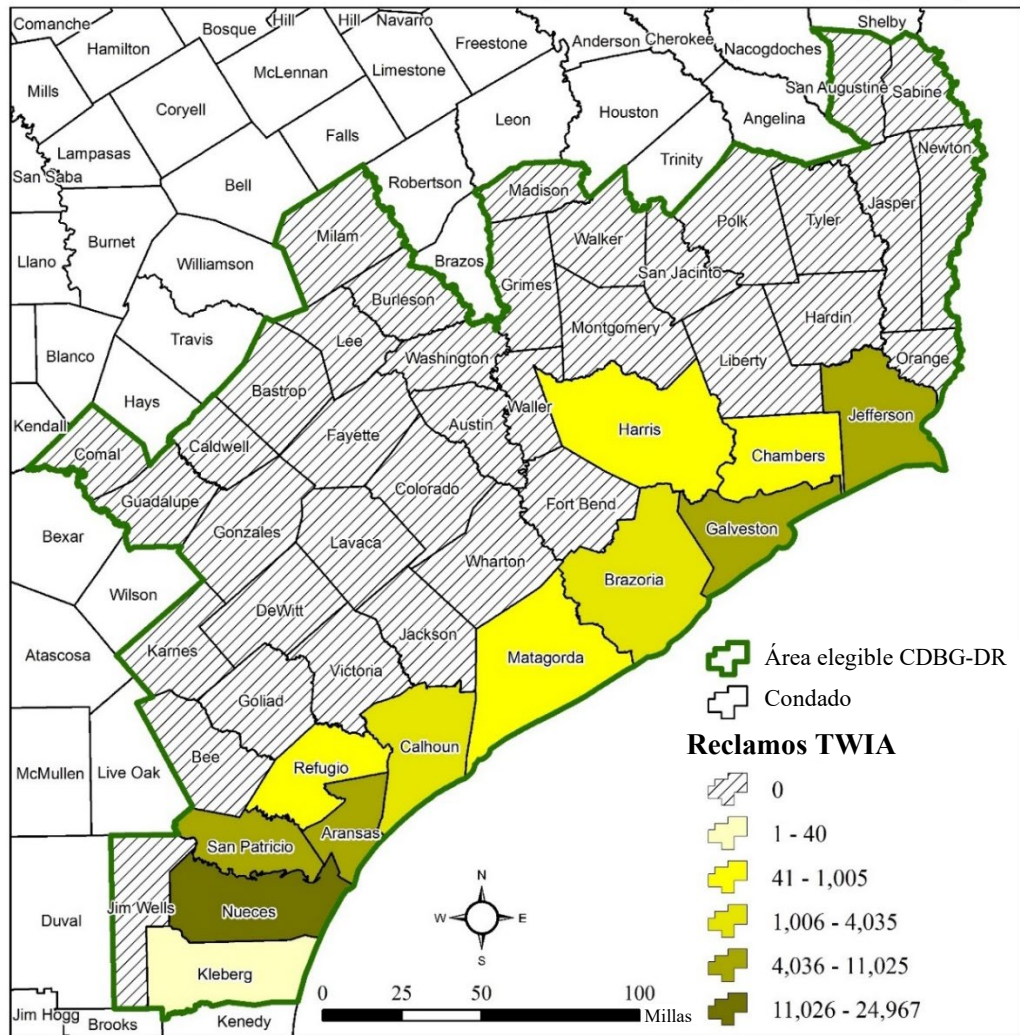 Comanche
Bosque
Hill
Hill
Navarro
Shelby
Hamilton
Freestone
Anderson
Cherokee
Nacogdoches
Mills
McLennan
Limestone
San Augustine
Sabine
Coryell
Houston
Angelina
Leon
Falls
Lampasas
Trinity
Newton
San Saba
Bell
Robertson
Madison
Jasper
Polk
Tyler
Burnet
Milam
Walker
Llano
Williamson
Brazos
San Jacinto
Grimes
Burleson
Hardin
Montgomery
Travis
Lee
Blanco
Washington
Liberty
Orange
Bastrop
Hays
Waller
Austin
Jefferson
Kendall
Fayette
Harris
Caldwell
Comal
Chambers
Colorado
Guadalupe
Fort Bend
Gonzales
Galveston
Bexar
Lavaca
Wharton
Brazoria
Wilson
DeWitt
Jackson
Karnes
Atascosa
Victoria
Matagorda
Goliad
Calhoun
Bee
Refugio
McMullen
Live Oak
Aransas
San Patricio
Jim Wells
Nueces
Duval
Kleberg
Jim Hogg
Brooks
Kenedy
N
W E
S
0 25 50 100 Millas
Área elegible CDBG-DR
Condado
Reclamos TWIA
0
1 - 40
41 - 1,005
1,006 - 4,035
4,036 - 11,025
11,026 - 24,967